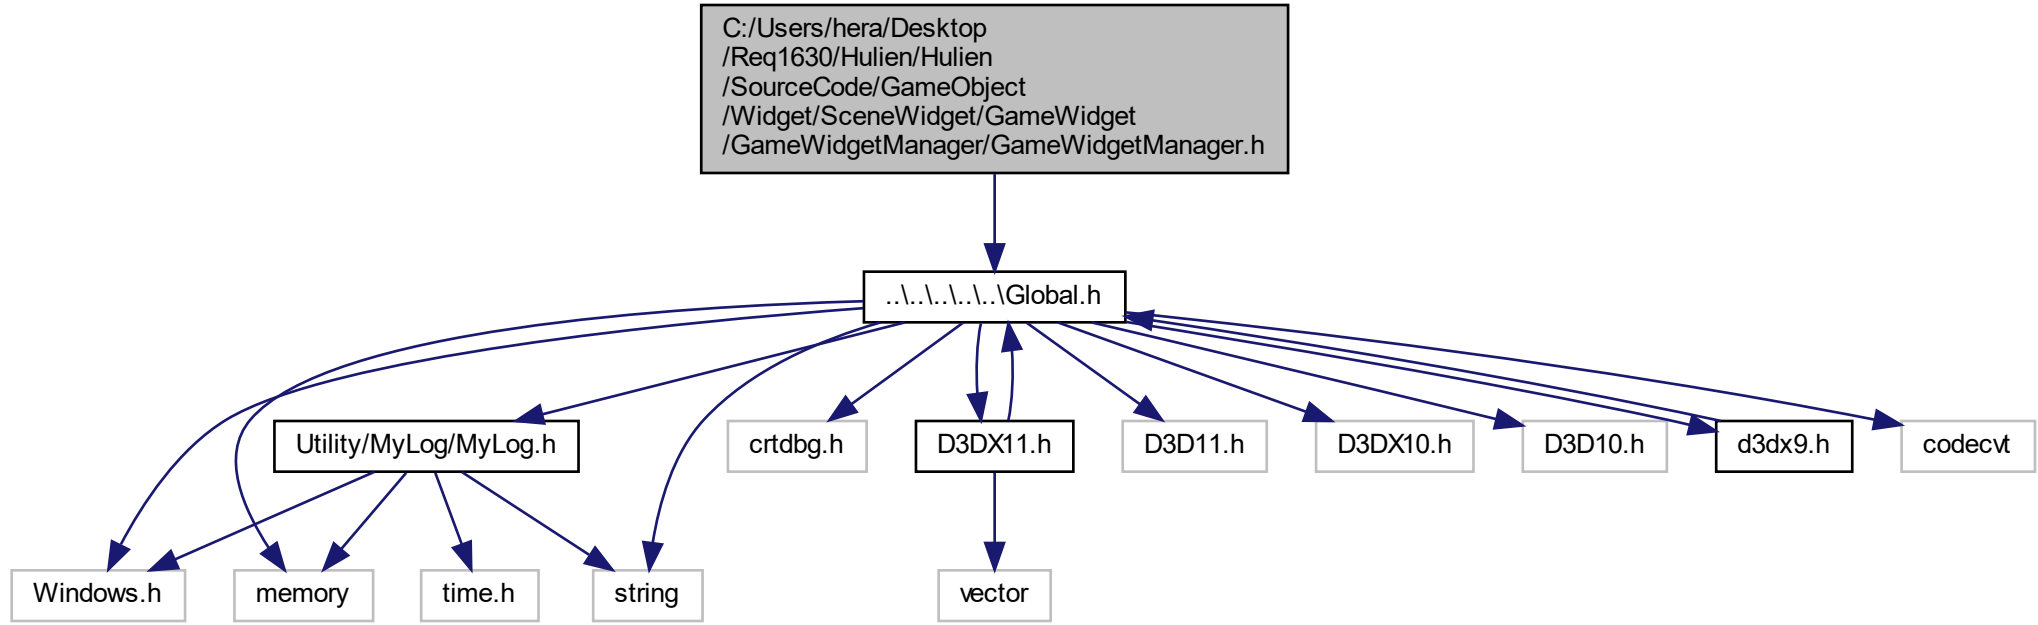 C:/Users/hera/Desktop
/Req1630/Hulien/Hulien
/SourceCode/GameObject
/Widget/SceneWidget/GameWidget
/GameWidgetManager/GameWidgetManager.h
..\..\..\..\..\Global.h
Utility/MyLog/MyLog.h
crtdbg.h
D3DX11.h
D3D11.h
D3DX10.h
D3D10.h
d3dx9.h
codecvt
Windows.h
memory
time.h
string
vector